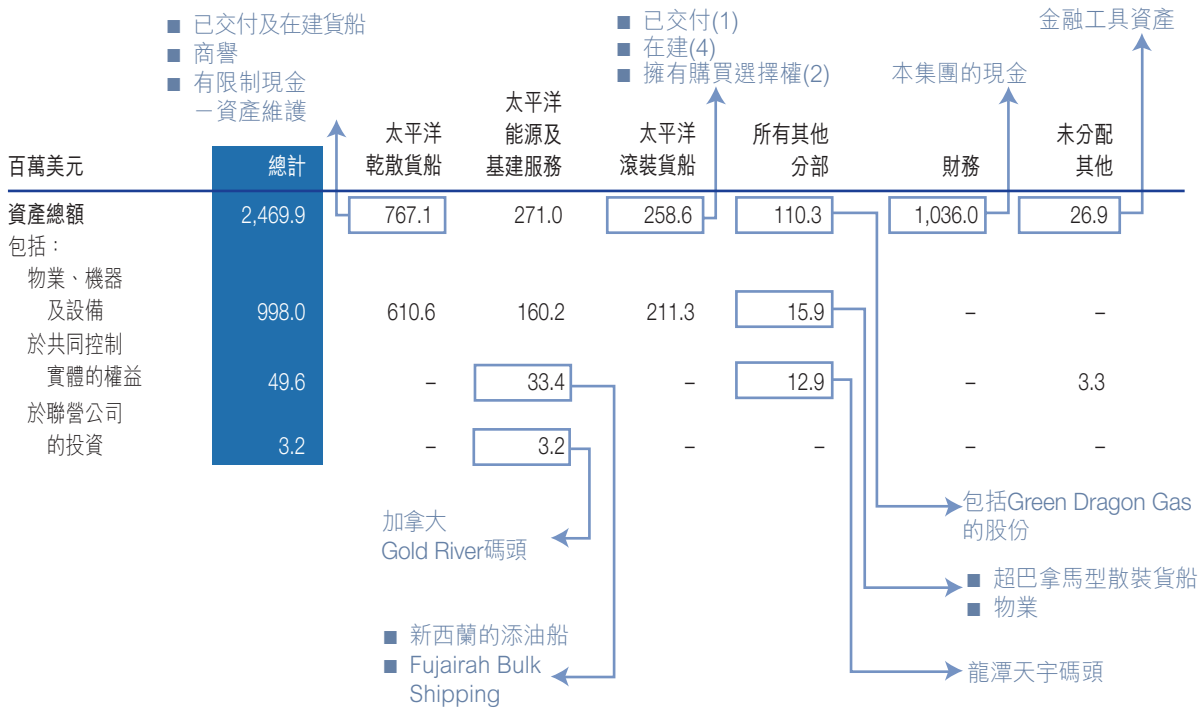 ■ 已交付及在建貨船
■ 商譽
■ 有限制現金
－資產維護
■ 已交付(1)
■ 在建(4)
■ 擁有購買選擇權(2)
本集團的現金
金融工具資產
百萬美元
總計
太平洋
乾散貨船
太平洋
能源及
基建服務
太平洋
滾裝貨船
所有其他
分部
財務
未分配
其他
資產總額 2,469.9 767.1 271.0 258.6 110.3 1,036.0 26.9
包括：
物業、機器
及設備 998.0 610.6 160.2 211.3 15.9 – –
於共同控制
實體的權益 49.6 – 33.4 – 12.9 – 3.3
於聯營公司
的投資 3.2 – 3.2 – – – –
加拿大
Gold River碼頭
■ 新西蘭的添油船
■ Fujairah Bulk
Shipping
包括Green Dragon Gas
的股份
■ 超巴拿馬型散裝貨船
■ 物業
龍潭天宇碼頭